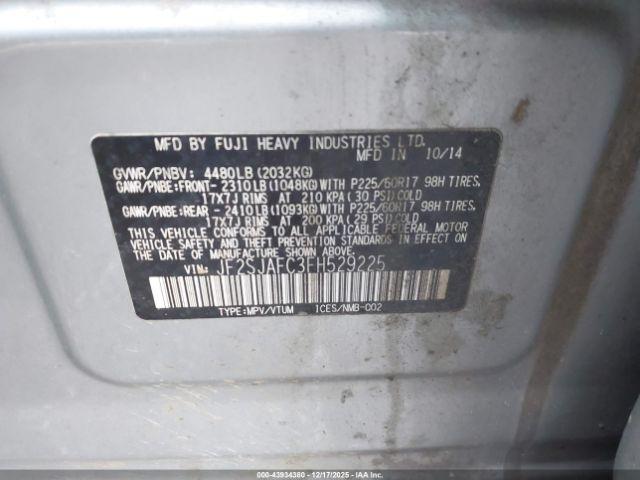 MFD BY FUJI HEAVY INDUSTRIES LTD.
MFD IN 10/14
GVWR/PNBV: 4480LB (2032KG)
GAWR/PNBE:FRONT- 2310LB(1048KG)WITH P225/60R17 98H TIRES.
17X7J RIMS AT 210 KPA(30 PSI)COLD
GAWR/PNBE:REAR -2410LB(1093KG)WITH P225/60R17 98H TIRES.
17X7J RIMS AT 200 KPA(29 PSI)COLD
THIS VEHICLE CONFORMS TO ALL APPLICABLE FEDERAL MOTOR
VEHICLE SAFETY AND BUMPER STANDARDS IN EFFECT ON
THE DATE OF MANUFACTURE SHOWN ABOVE.
VIN: JF2SJAFC3FH529225
TYPE:MPV/VTUM ICES/NMB-002
000-43934380 - 12/17/2025 - IAAI.COM